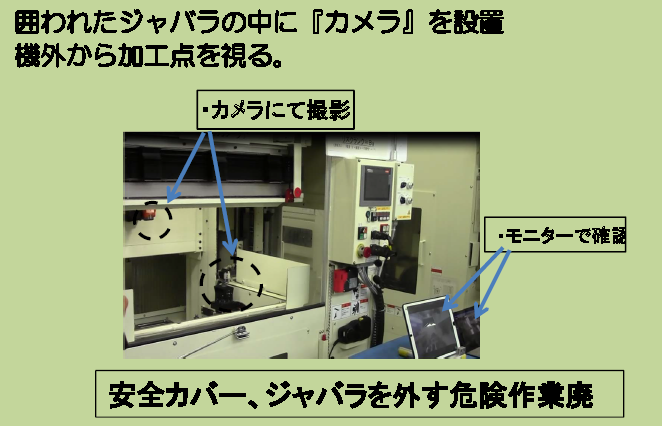 囲われたジャバラの中に『カメラ』を設置
機外から加工点を視る。
・カメラにて撮影
・モニターで確認
安全カバー、ジャバラを外す危険作業廃